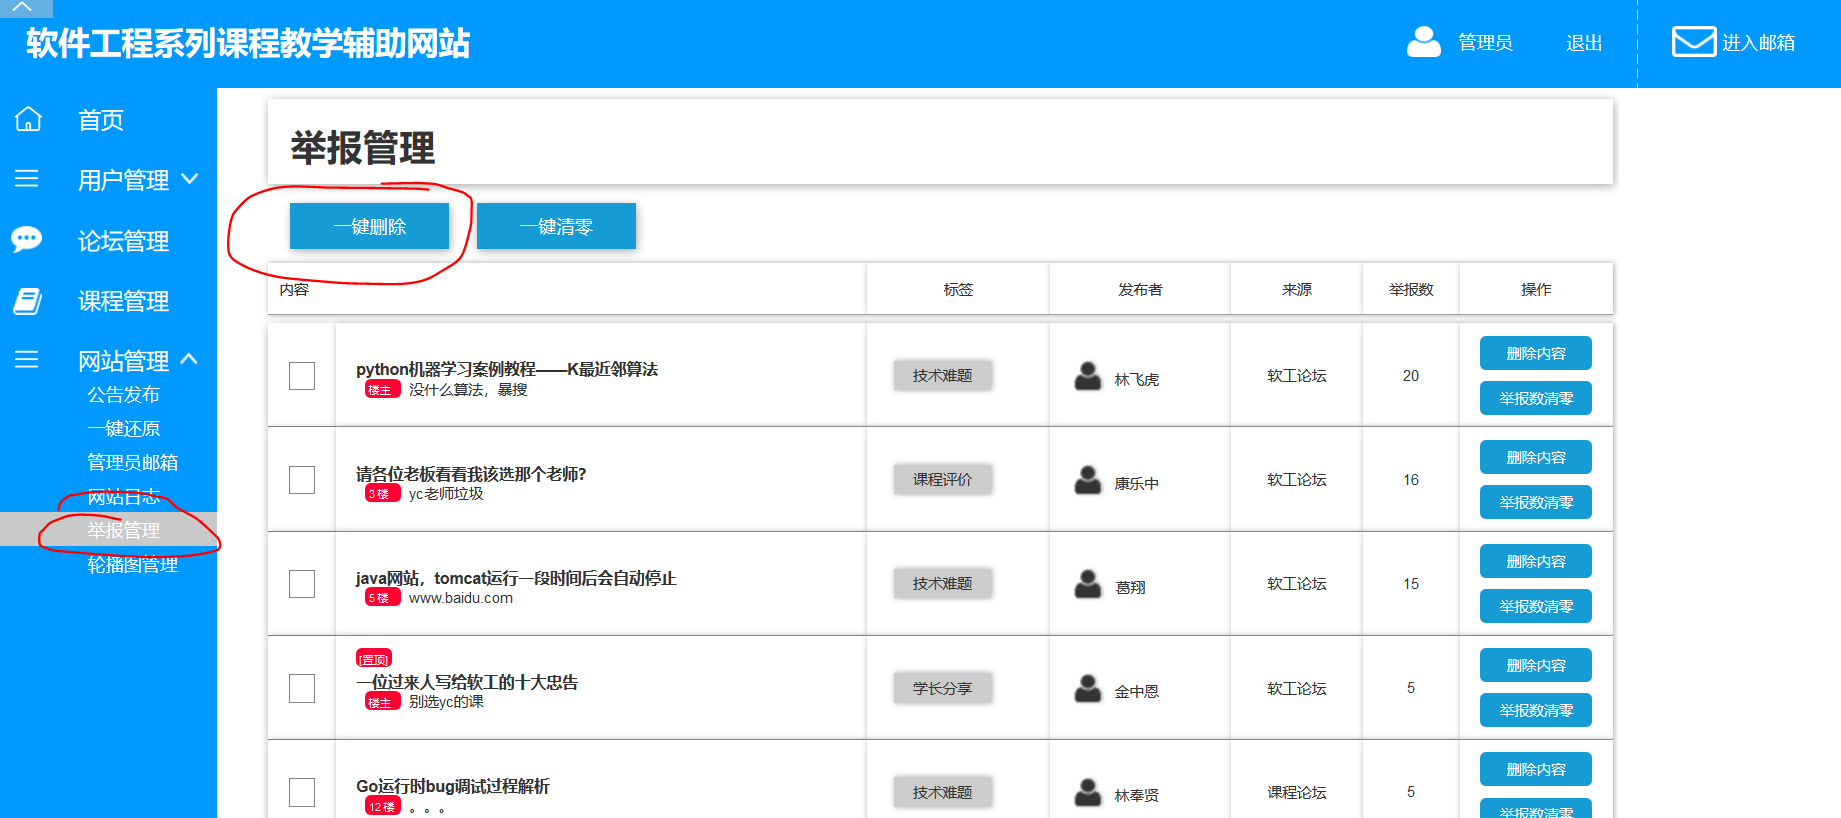 软件工程系列课程教学辅助网站
管理员 退出 进入邮箱
首页
用户管理
论坛管理
课程管理
网站管理
公告发布
一键还原
管理员邮箱
网站日志
举报管理
轮播图管理
举报管理
一键删除 一键清零
内容 标签 发布者 来源 举报数 操作
python机器学习案例教程——K最近邻算法
楼主 没什么算法，暴搜
技术难题 林飞虎 软工论坛 20
删除内容
举报数清零
请各位老板看看我该选那个老师?
3 楼 yc老师垃圾
课程评价 康乐中 软工论坛 16
删除内容
举报数清零
java网站，tomcat运行一段时间后会自动停止
5 楼 www.baidu.com
技术难题 葛翔 软工论坛 15
删除内容
举报数清零
[置顶]
一位过来人写给软工的十大忠告
楼主 别选yc的课
学长分享 金中恩 软工论坛 5
删除内容
举报数清零
Go运行时bug调试过程解析
12 楼 。。。
技术难题 林奉贤 课程论坛 5
删除内容
举报数清零